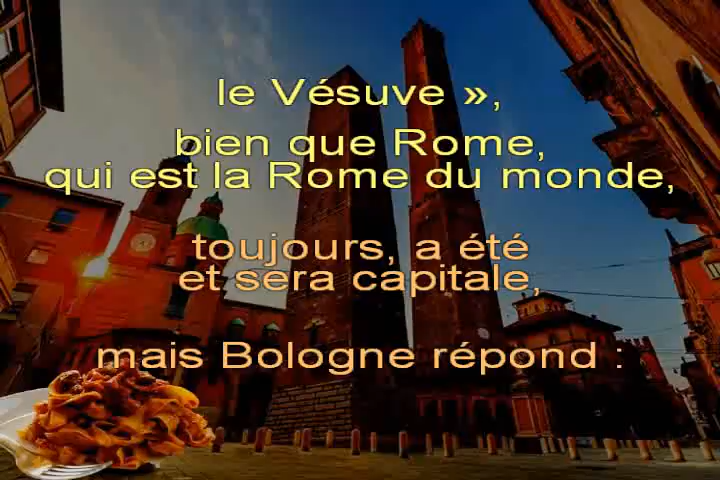 le Vésuve »,
bien que Rome,
qui est la Rome du monde,
toujours, a été
et sera capitale,
mais Bologne répond :